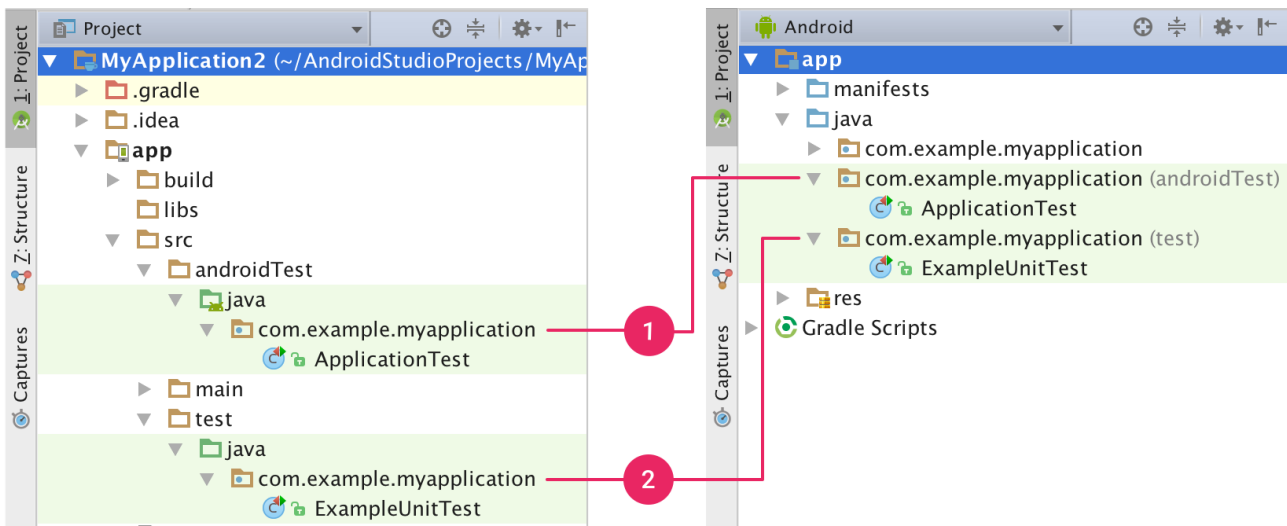 1: Project
Z: Structure
Captures
Project
MyApplication2 (~/AndroidStudioProjects/MyAp
.gradle
.idea
app
build
libs
src
androidTest
java
com.example.myapplication
ApplicationTest
main
test
java
com.example.myapplication
ExampleUnitTest
1
2
1: Project
Z: Structure
Captures
Android
app
manifests
java
com.example.myapplication
com.example.myapplication (androidTest)
ApplicationTest
com.example.myapplication (test)
ExampleUnitTest
res
Gradle Scripts